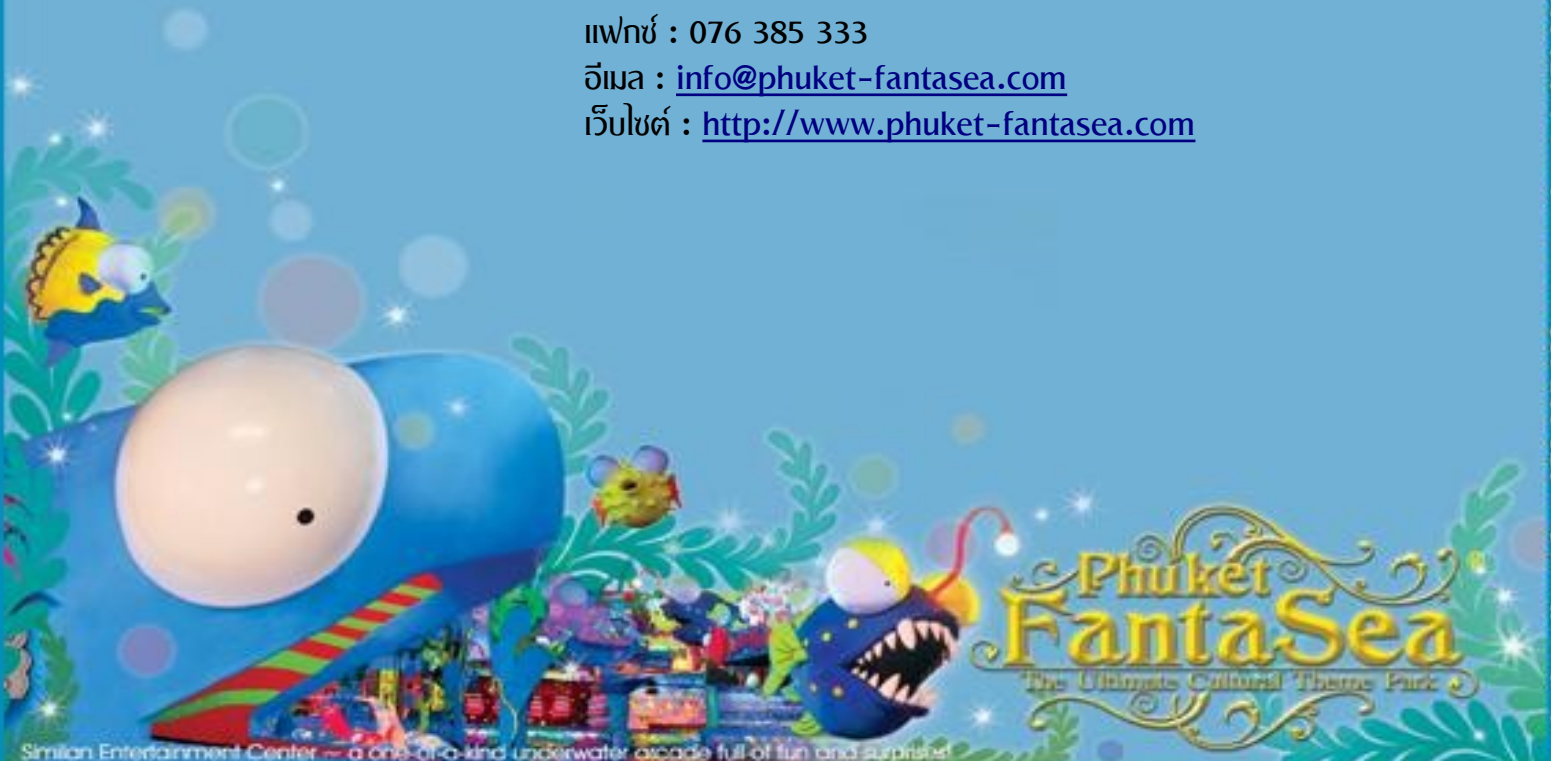 แฟกซ์ : 076 385 333
อีเมล : info@phuket-fantasea.com
เว็บไซต์ : http://www.phuket-fantasea.com
Phuket
FantaSea
The Ultimate Cultural Theme Park
Similan Entertainment Center – a one-of-a-kind underwater arcade full of fun and surprises!